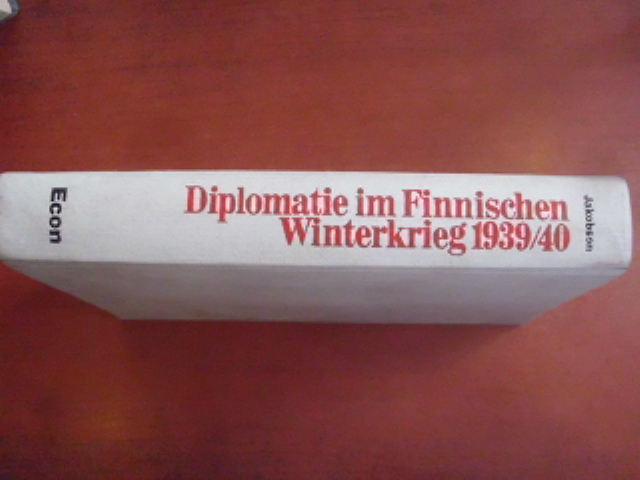 Jakobson
Diplomatie im Finnischen
Winterkrieg 1939/40
Econ